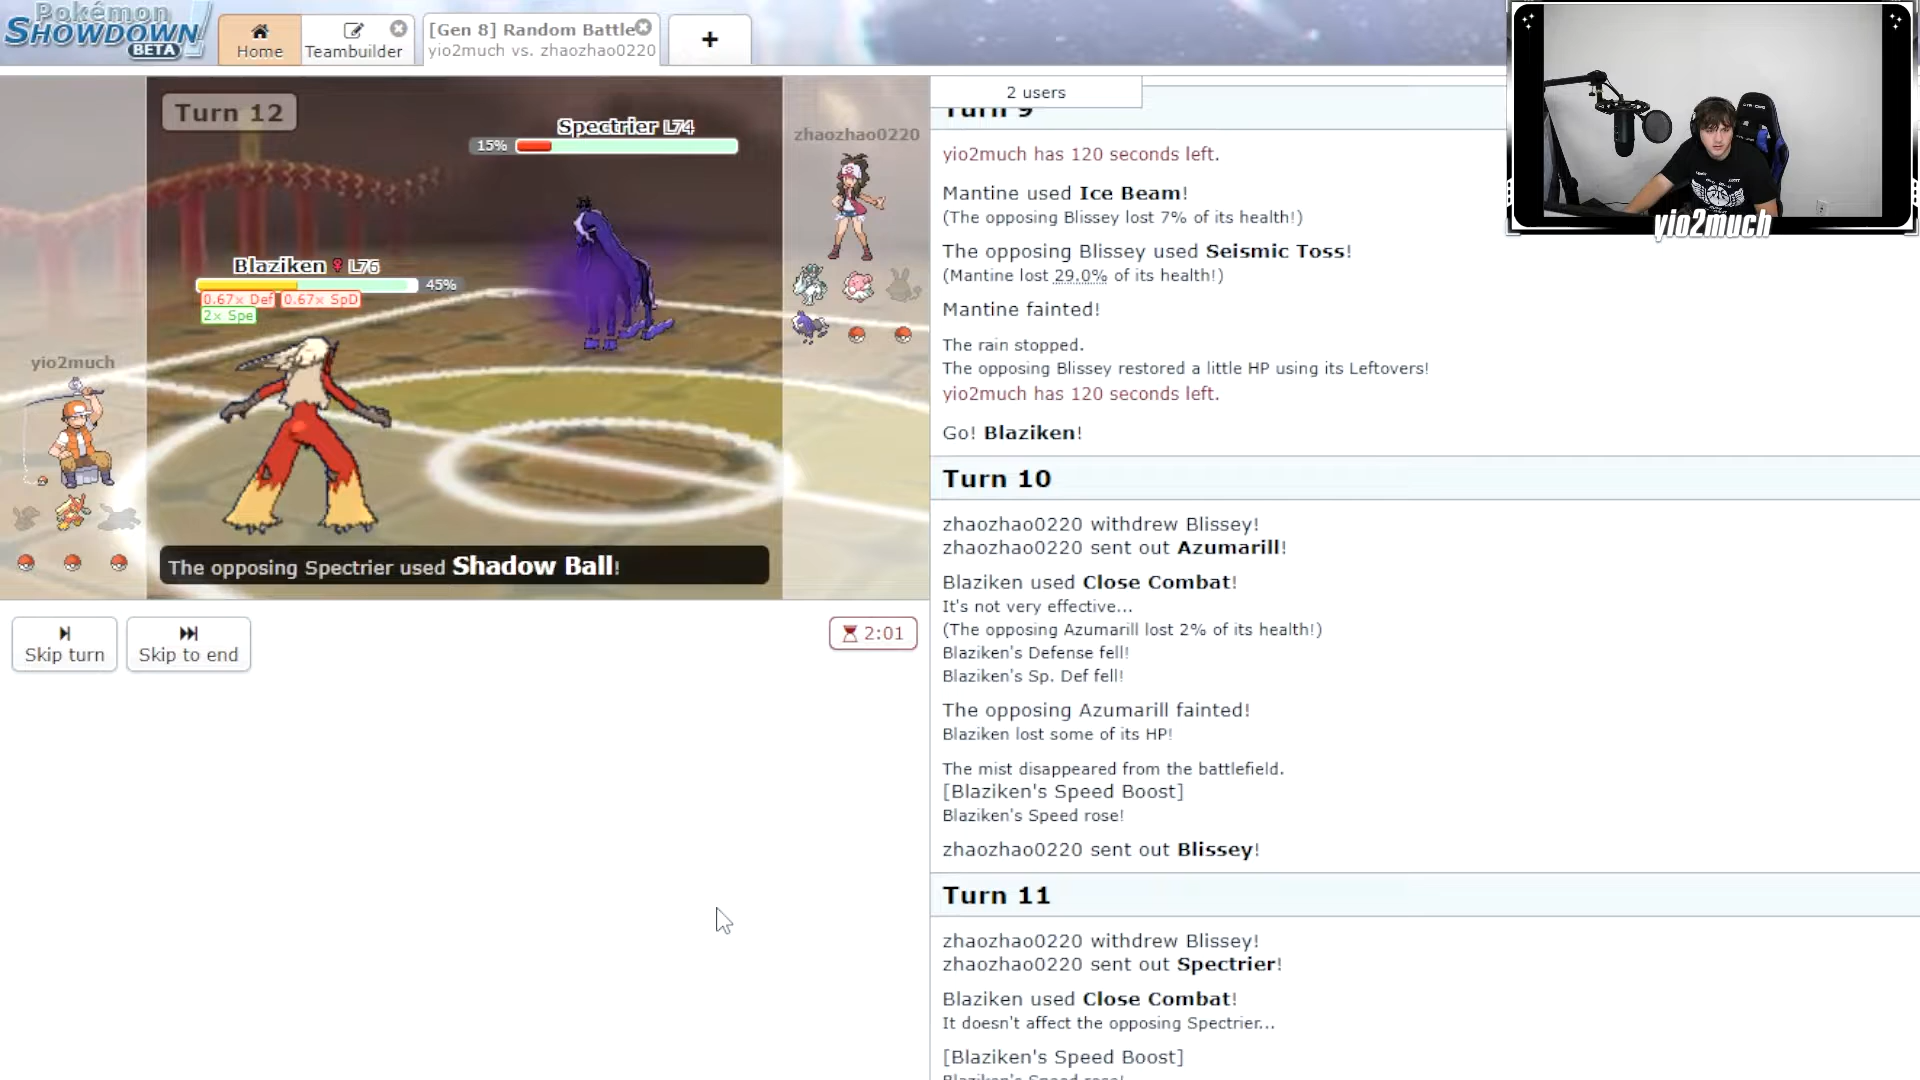 Pokémon
SHOWDOWN
BETA
Home
Teambuilder
[Gen 8] Random Battle
yio2much vs. zhaozhao0220
+
Turn 12
Spectrier L74
15%
Blaziken L76
45%
0.67× Def 0.67× SpD
2× Spe
zhaozhao0220
yio2much
The opposing Spectrier used Shadow Ball!
Skip turn
Skip to end
2:01
2 users
Turn 9
yio2much has 120 seconds left.
Mantine used Ice Beam!
(The opposing Blissey lost 7% of its health!)
The opposing Blissey used Seismic Toss!
(Mantine lost 29.0% of its health!)
Mantine fainted!
The rain stopped.
The opposing Blissey restored a little HP using its Leftovers!
yio2much has 120 seconds left.
Go! Blaziken!
Turn 10
zhaozhao0220 withdrew Blissey!
zhaozhao0220 sent out Azumarill!
Blaziken used Close Combat!
It's not very effective...
(The opposing Azumarill lost 2% of its health!)
Blaziken's Defense fell!
Blaziken's Sp. Def fell!
The opposing Azumarill fainted!
Blaziken lost some of its HP!
The mist disappeared from the battlefield.
[Blaziken's Speed Boost]
Blaziken's Speed rose!
zhaozhao0220 sent out Blissey!
Turn 11
zhaozhao0220 withdrew Blissey!
zhaozhao0220 sent out Spectrier!
Blaziken used Close Combat!
It doesn't affect the opposing Spectrier...
[Blaziken's Speed Boost]
Blaziken's Speed rose!
yio2much